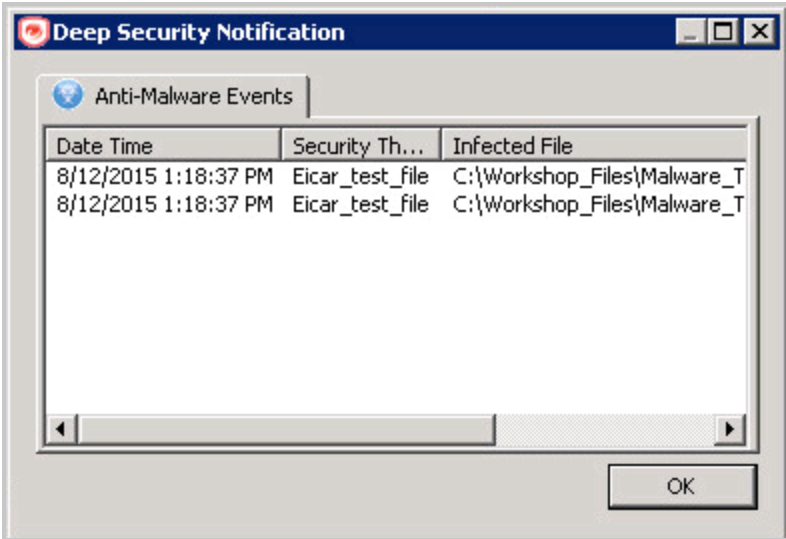 Deep Security Notification
Anti-Malware Events
Date Time Security Th... Infected File
8/12/2015 1:18:37 PM Eicar_test_file C:\Workshop_Files\Malware_T
8/12/2015 1:18:37 PM Eicar_test_file C:\Workshop_Files\Malware_T
OK